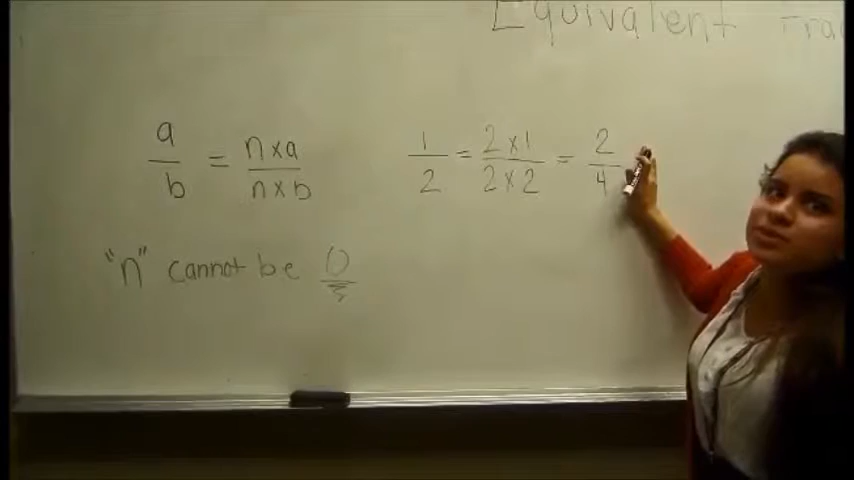 Equivalent
a/b = n×a/n×b
1/2 = 2×1/2×2 = 2/4
"n" cannot be 0